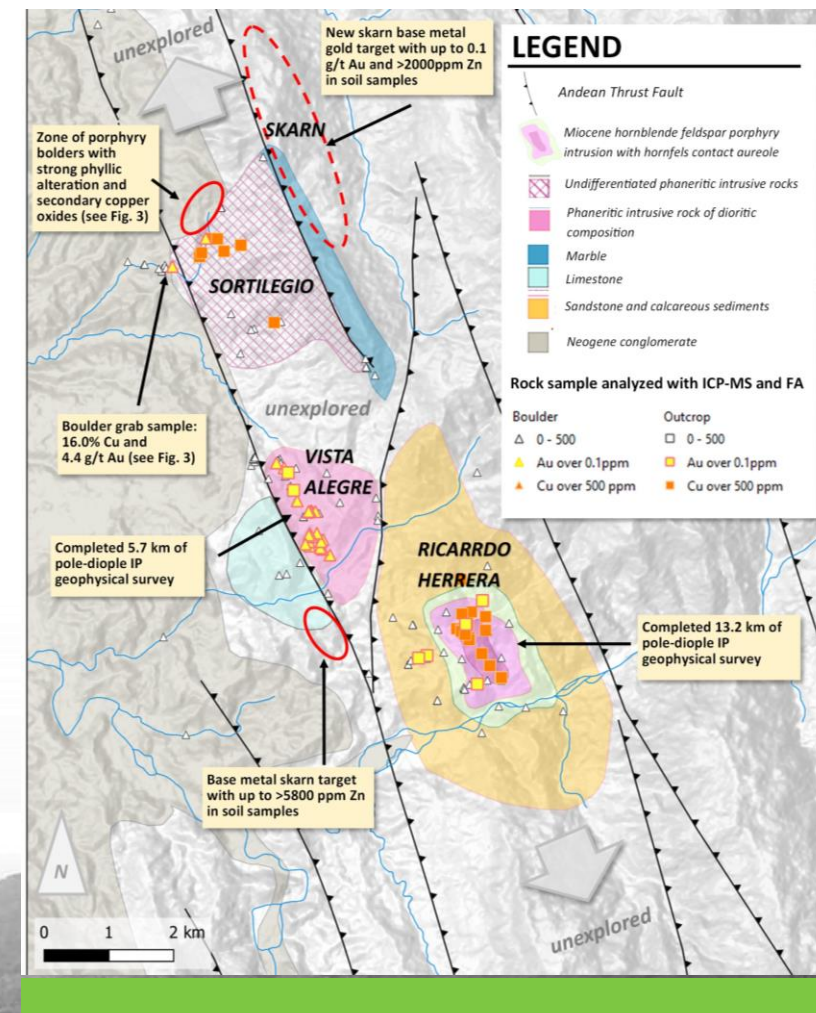 unexplored
New skarn base metal
gold target with up to 0.1
g/t Au and >2000ppm Zn
in soil samples
SKARN
Zone of porphyry
bolders with
strong phyllic
alteration and
secondary copper
oxides (see Fig. 3)
SORTILEGIO
Boulder grab sample:
16.0% Cu and
4.4 g/t Au (see Fig. 3)
unexplored
VISTA
ALEGRE
Completed 5.7 km of
pole-diople IP
geophysical survey
RICARRDO
HERRERA
Completed 13.2 km of
pole-diople IP
geophysical survey
Base metal skarn target
with up to >5800 ppm Zn
in soil samples
unexplored
N
0 1 2 km
LEGEND
Andean Thrust Fault
Miocene hornblende feldspar porphyry
intrusion with hornfels contact aureole
Undifferentiated phaneritic intrusive rocks
Phaneritic intrusive rock of dioritic
composition
Marble
Limestone
Sandstone and calcareous sediments
Neogene conglomerate
Rock sample analyzed with ICP-MS and FA
Boulder Outcrop
0 - 500 0 - 500
Au over 0.1ppm Au over 0.1ppm
Cu over 500 ppm Cu over 500 ppm